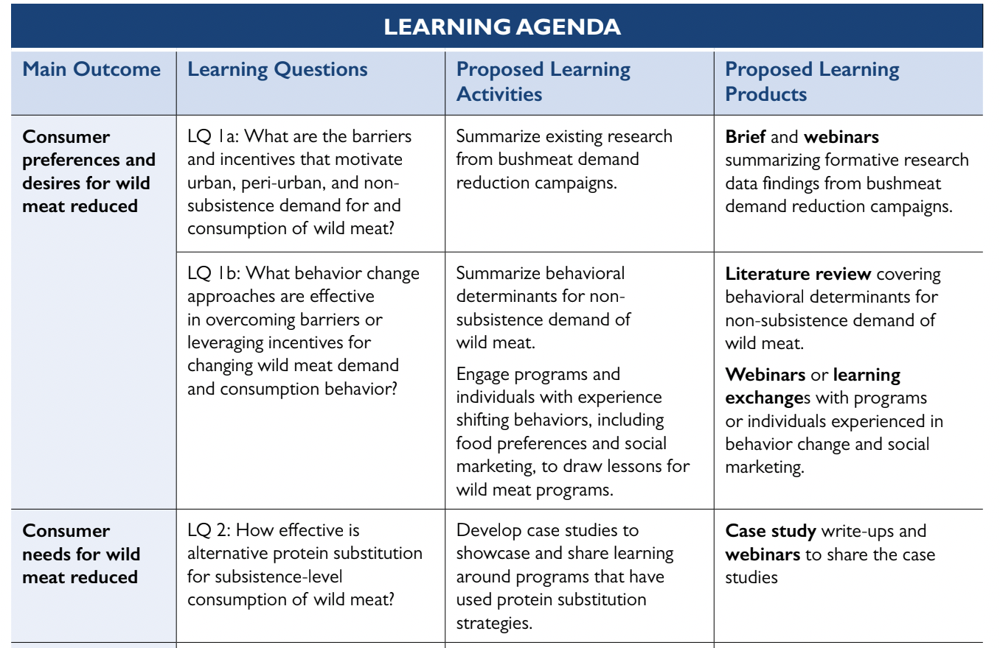 LEARNING AGENDA
Main Outcome
Learning Questions
Proposed Learning
Activities
Proposed Learning
Products
Consumer
preferences and
desires for wild
meat reduced
LQ 1a: What are the barriers
and incentives that motivate
urban, peri-urban, and non-
subsistence demand for and
consumption of wild meat?
Summarize existing research
from bushmeat demand
reduction campaigns.
Brief and webinars
summarizing formative research
data findings from bushmeat
demand reduction campaigns.
LQ 1b: What behavior change
approaches are effective
in overcoming barriers or
leveraging incentives for
changing wild meat demand
and consumption behavior?
Summarize behavioral
determinants for non-
subsistence demand of
wild meat.
Engage programs and
individuals with experience
shifting behaviors, including
food preferences and social
marketing, to draw lessons for
wild meat programs.
Literature review covering
behavioral determinants for
non-subsistence demand of
wild meat.
Webinars or learning
exchanges with programs
or individuals experienced in
behavior change and social
marketing.
Consumer
needs for wild
meat reduced
LQ 2: How effective is
alternative protein substitution
for subsistence-level
consumption of wild meat?
Develop case studies to
showcase and share learning
around programs that have
used protein substitution
strategies.
Case study write-ups and
webinars to share the case
studies